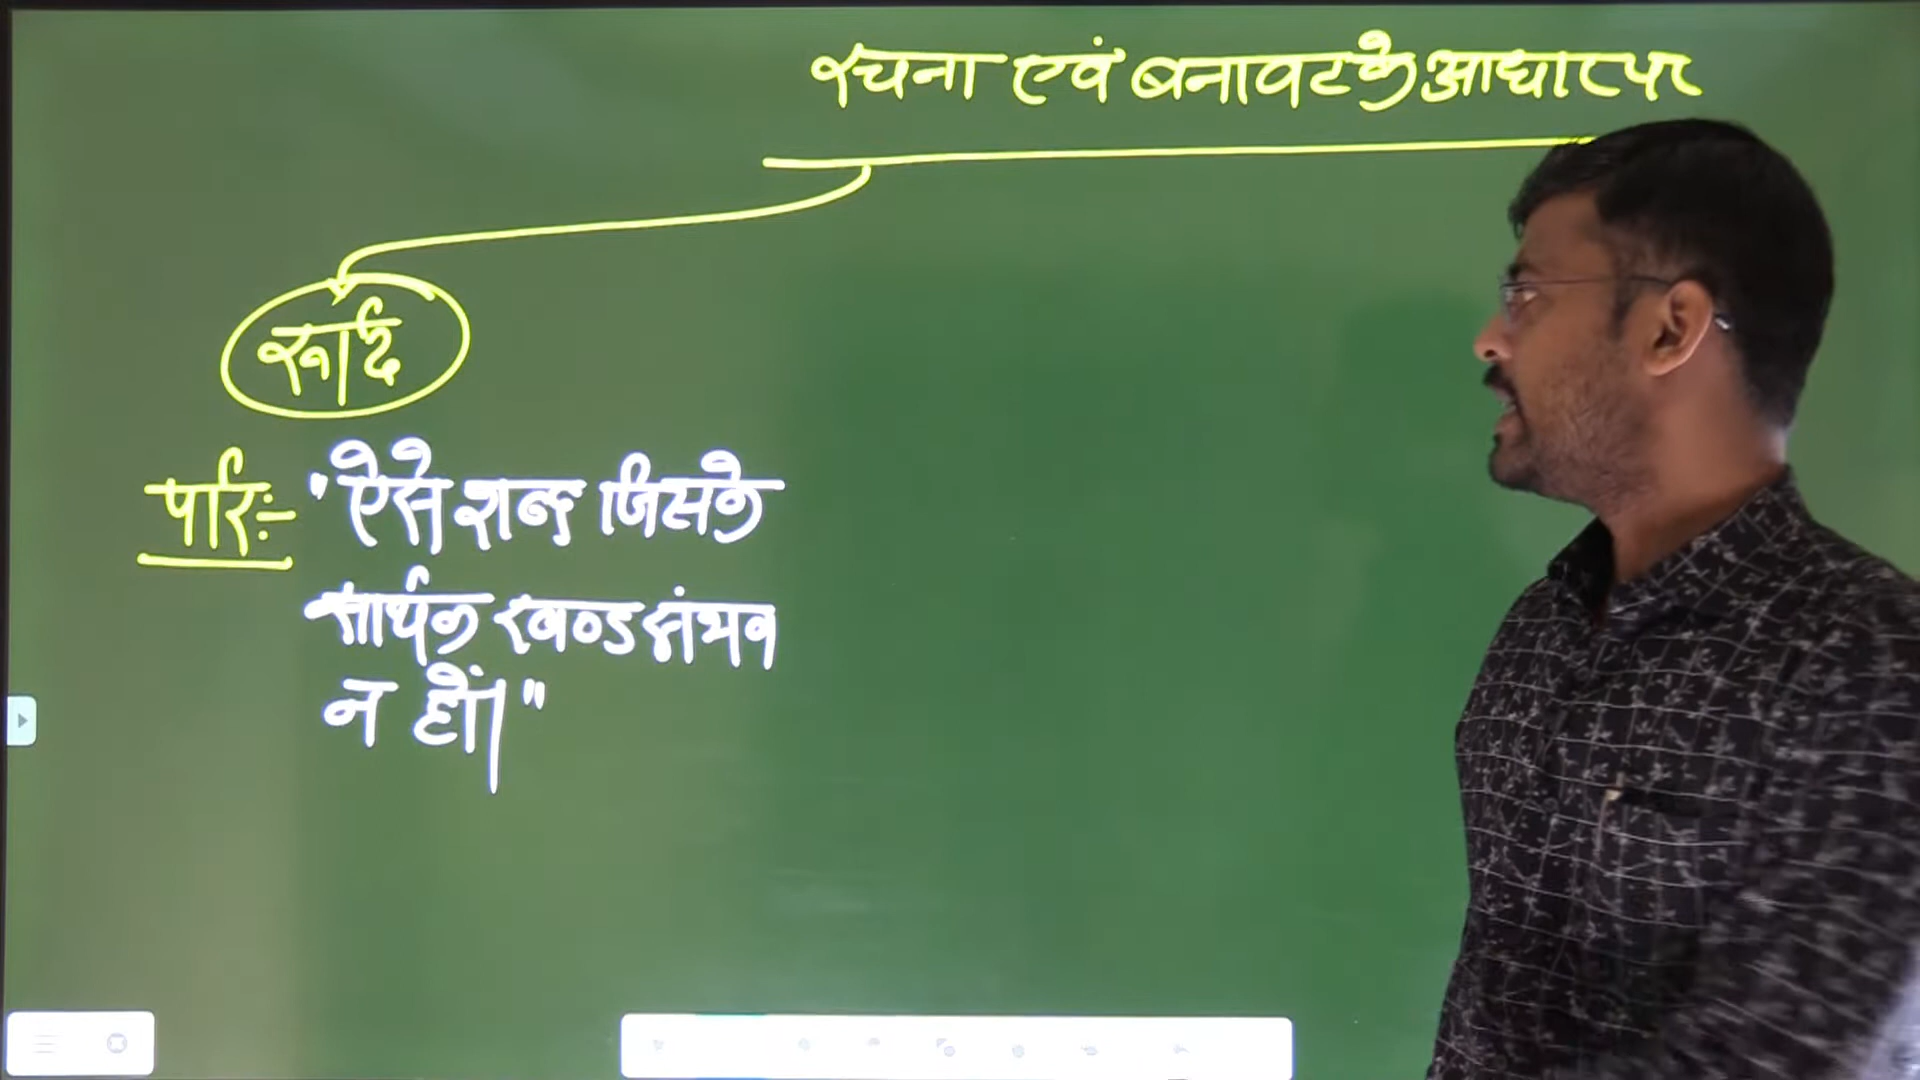 रचना एवं बनावट के आधार पर
रूढ़ि
परि:- "ऐसे शब्द जिसके
सार्थक खण्ड संभव
न हों।"